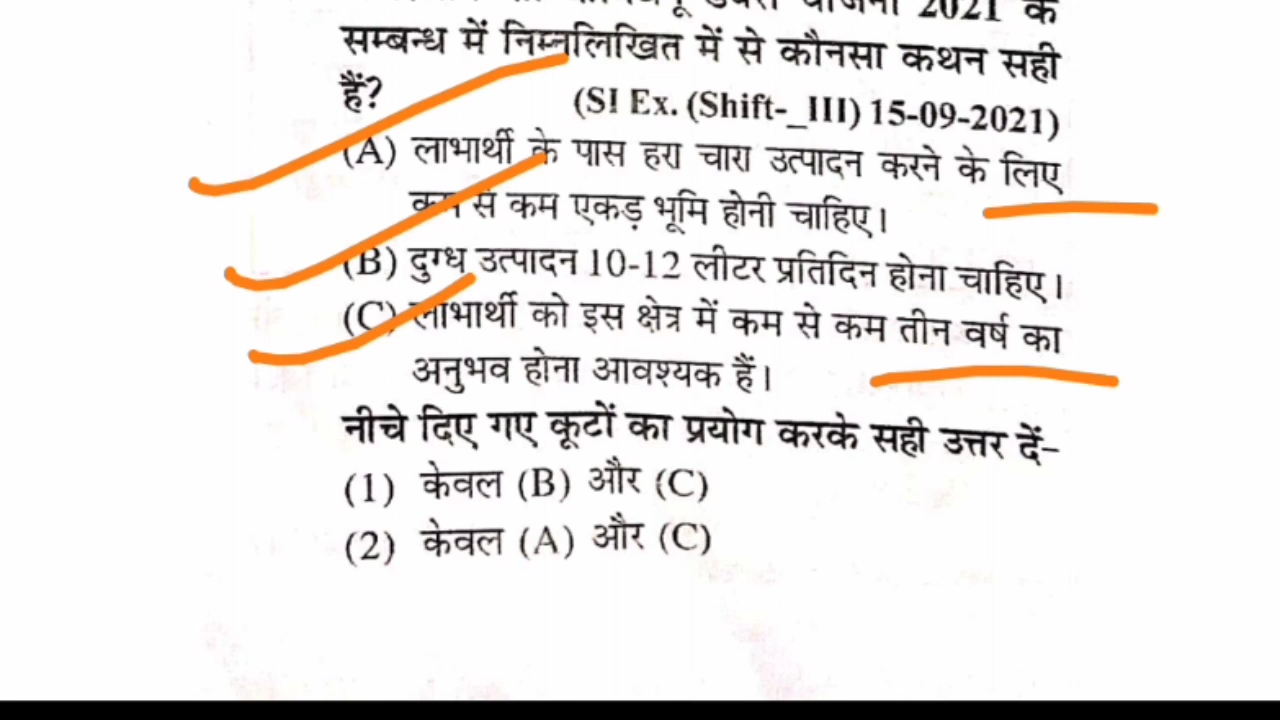 2021 के
सम्बन्ध में निम्नलिखित में से कौनसा कथन सही
हैं?
(SI Ex. (Shift-_III) 15-09-2021)
(A) लाभार्थी के पास हरा चारा उत्पादन करने के लिए
कम से कम एकड़ भूमि होनी चाहिए।
(B) दुग्ध उत्पादन 10-12 लीटर प्रतिदिन होना चाहिए।
(C) लाभार्थी को इस क्षेत्र में कम से कम तीन वर्ष का
अनुभव होना आवश्यक हैं।
नीचे दिए गए कूटों का प्रयोग करके सही उत्तर दें-
(1) केवल (B) और (C)
(2) केवल (A) और (C)